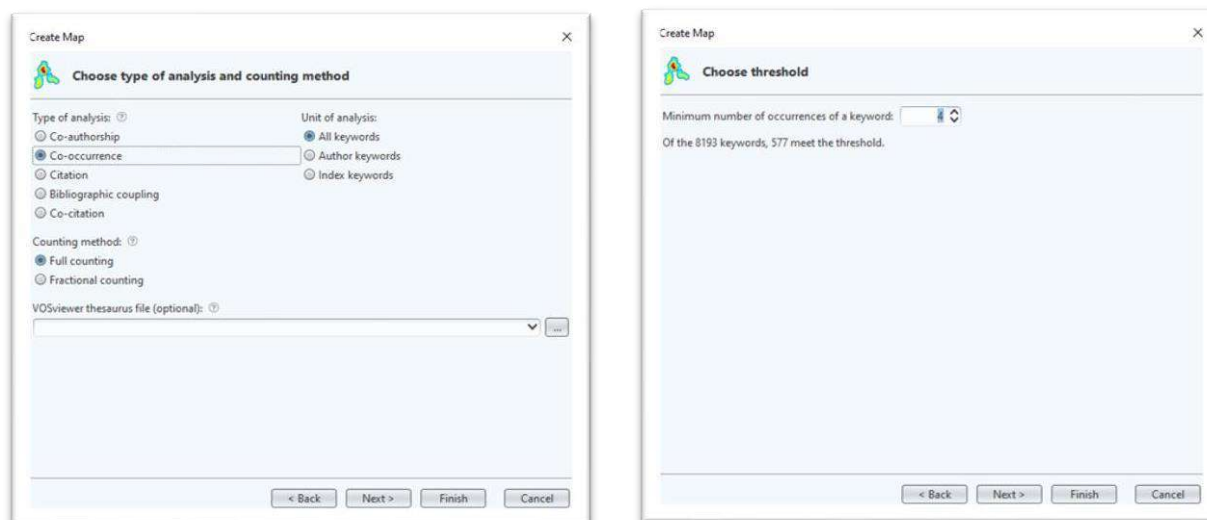 Create Map
Choose type of analysis and counting method
Type of analysis:
Unit of analysis:
Co-authorship
All keywords
Co-occurrence
Author keywords
Citation
Index keywords
Bibliographic coupling
Co-citation
Counting method:
Full counting
Fractional counting
VOSviewer thesaurus file (optional):
...
< Back
Next >
Finish
Cancel
Create Map
Choose threshold
Minimum number of occurrences of a keyword: 4
Of the 8193 keywords, 577 meet the threshold.
< Back
Next >
Finish
Cancel